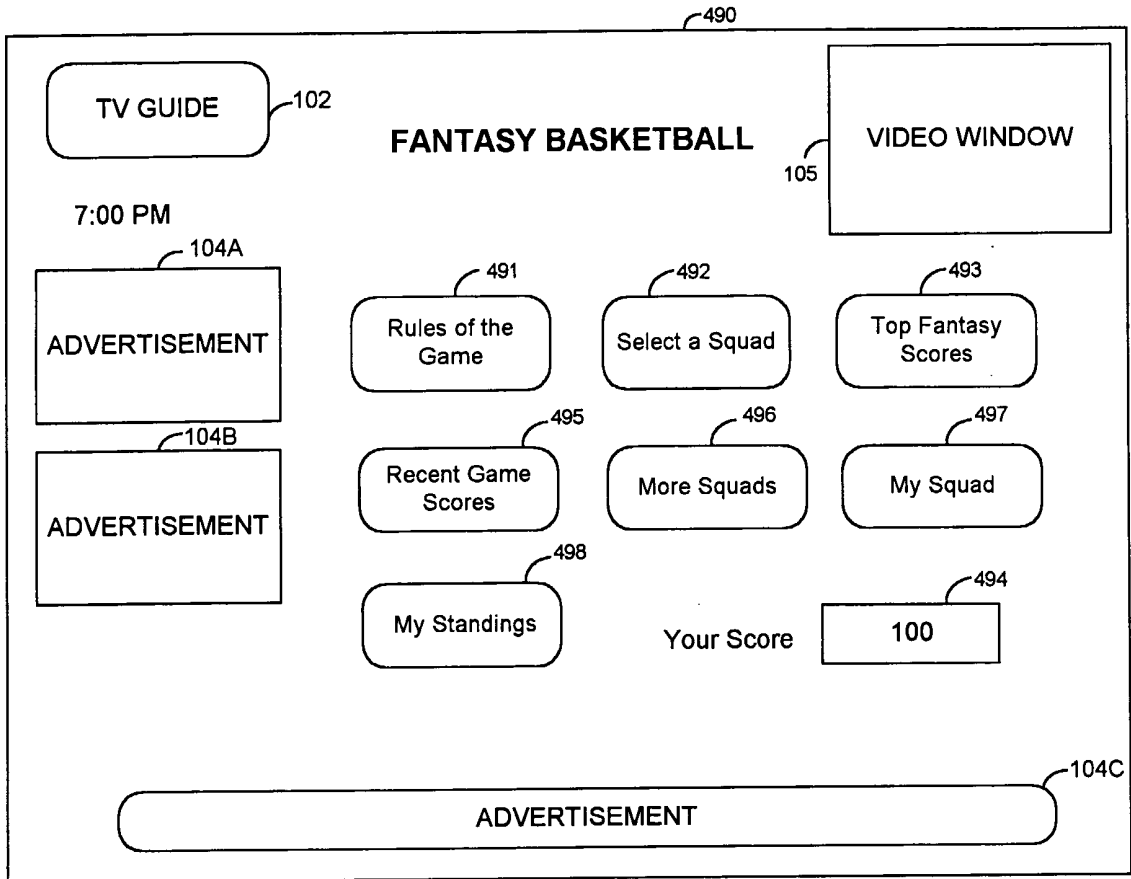 490
TV GUIDE
102
FANTASY BASKETBALL
VIDEO WINDOW
105
7:00 PM
104A
ADVERTISEMENT
491
Rules of the
Game
492
Select a Squad
493
Top Fantasy
Scores
104B
ADVERTISEMENT
495
Recent Game
Scores
496
More Squads
497
My Squad
498
My Standings
Your Score
494
100
104C
ADVERTISEMENT